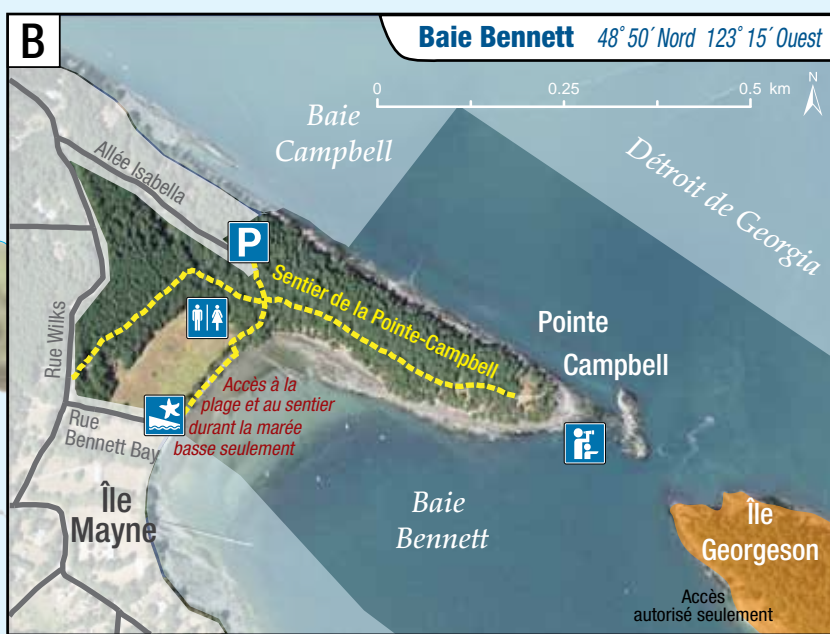 B
Baie Bennett 48° 50´ Nord 123° 15´ Ouest
0 0.25 0.5 km
N
Baie
Campbell
Détroit de Georgia
Allée Isabella
P
Sentier de la Pointe-Campbell
Pointe
Campbell
Rue Wilks
Accès à la
plage et au sentier
durant la marée
basse seulement
Rue
Bennett Bay
Île
Mayne
Baie
Bennett
Île
Georgeson
Accès
autorisé seulement